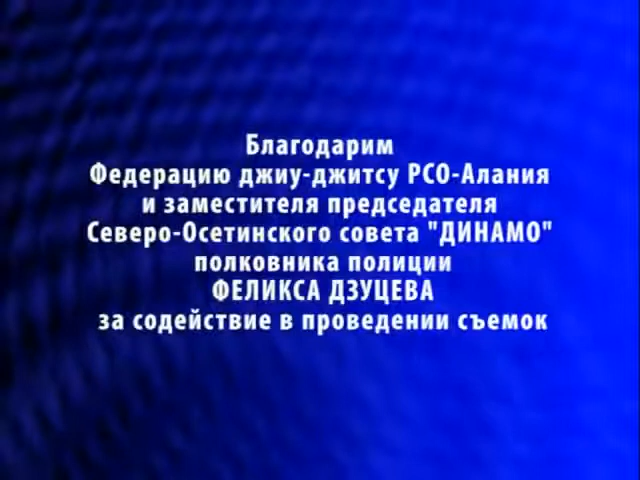 Благодарим
Федерацию джиу-джитсу РСО-Алания
и заместителя председателя
Северо-Осетинского совета "ДИНАМО"
полковника полиции
ФЕЛИКСА ДЗУЦЕВА
за содействие в проведении съемок